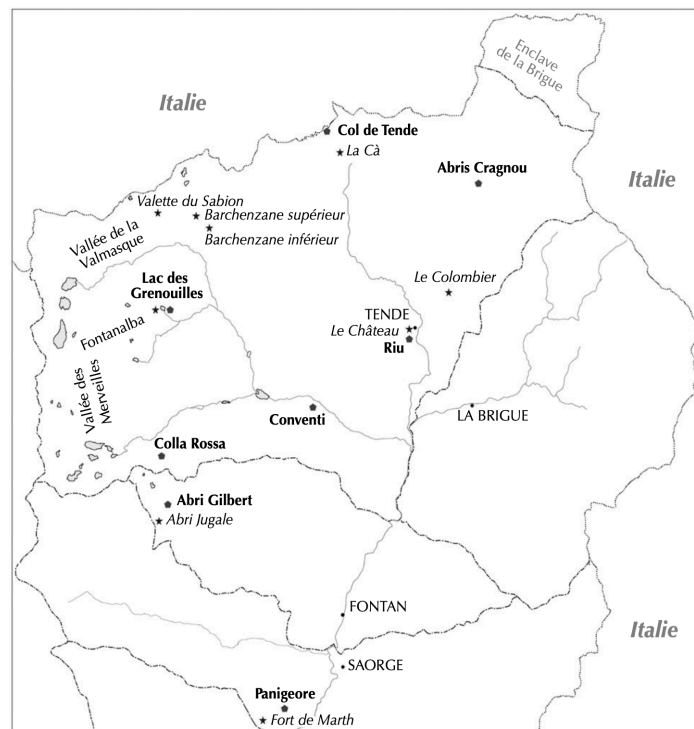 Enclave
de la Brigue
Italie
Col de Tende
La Cà
Abris Cragnou
Italie
Valette du Sabion
Barchenzane supérieur
Barchenzane inférieur
Vallée de la
Valmasque
Lac des
Grenouilles
Le Colombier
Fontanalba
TENDE
Le Château
Riu
Vallée des
Merveilles
Conventi
LA BRIGUE
Colla Rossa
Abri Gilbert
Abri Jugale
FONTAN
Italie
SAORGE
Panigeore
Fort de Marth